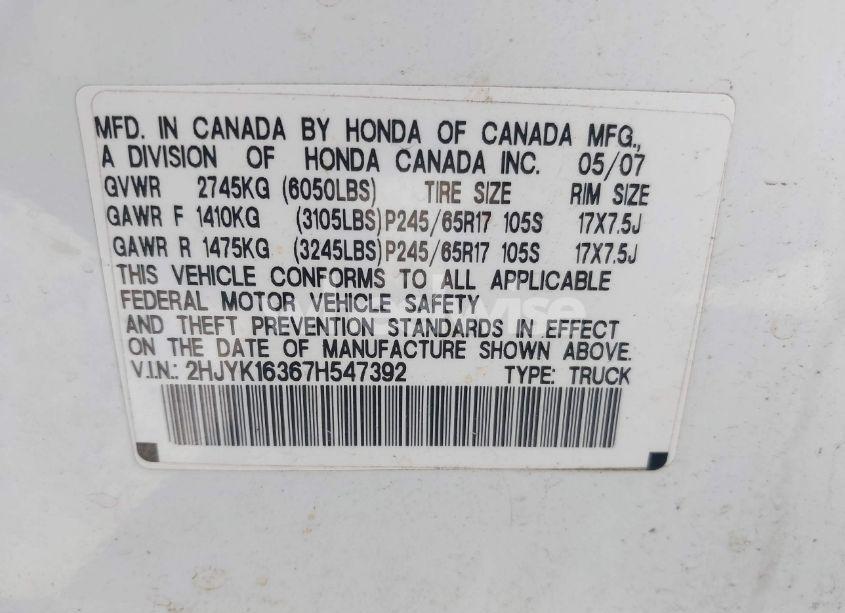 MFD. IN CANADA BY HONDA OF CANADA MFG.,
A DIVISION OF HONDA CANADA INC. 05/07
GVWR 2745KG (6050LBS) TIRE SIZE RIM SIZE
GAWR F 1410KG (3105LBS) P245/65R17 105S 17X7.5J
GAWR R 1475KG (3245LBS) P245/65R17 105S 17X7.5J
THIS VEHICLE CONFORMS TO ALL APPLICABLE
FEDERAL MOTOR VEHICLE SAFETY
AND THEFT PREVENTION STANDARDS IN EFFECT
ON THE DATE OF MANUFACTURE SHOWN ABOVE.
V.I.N.: 2HJYK16367H547392 TYPE: TRUCK